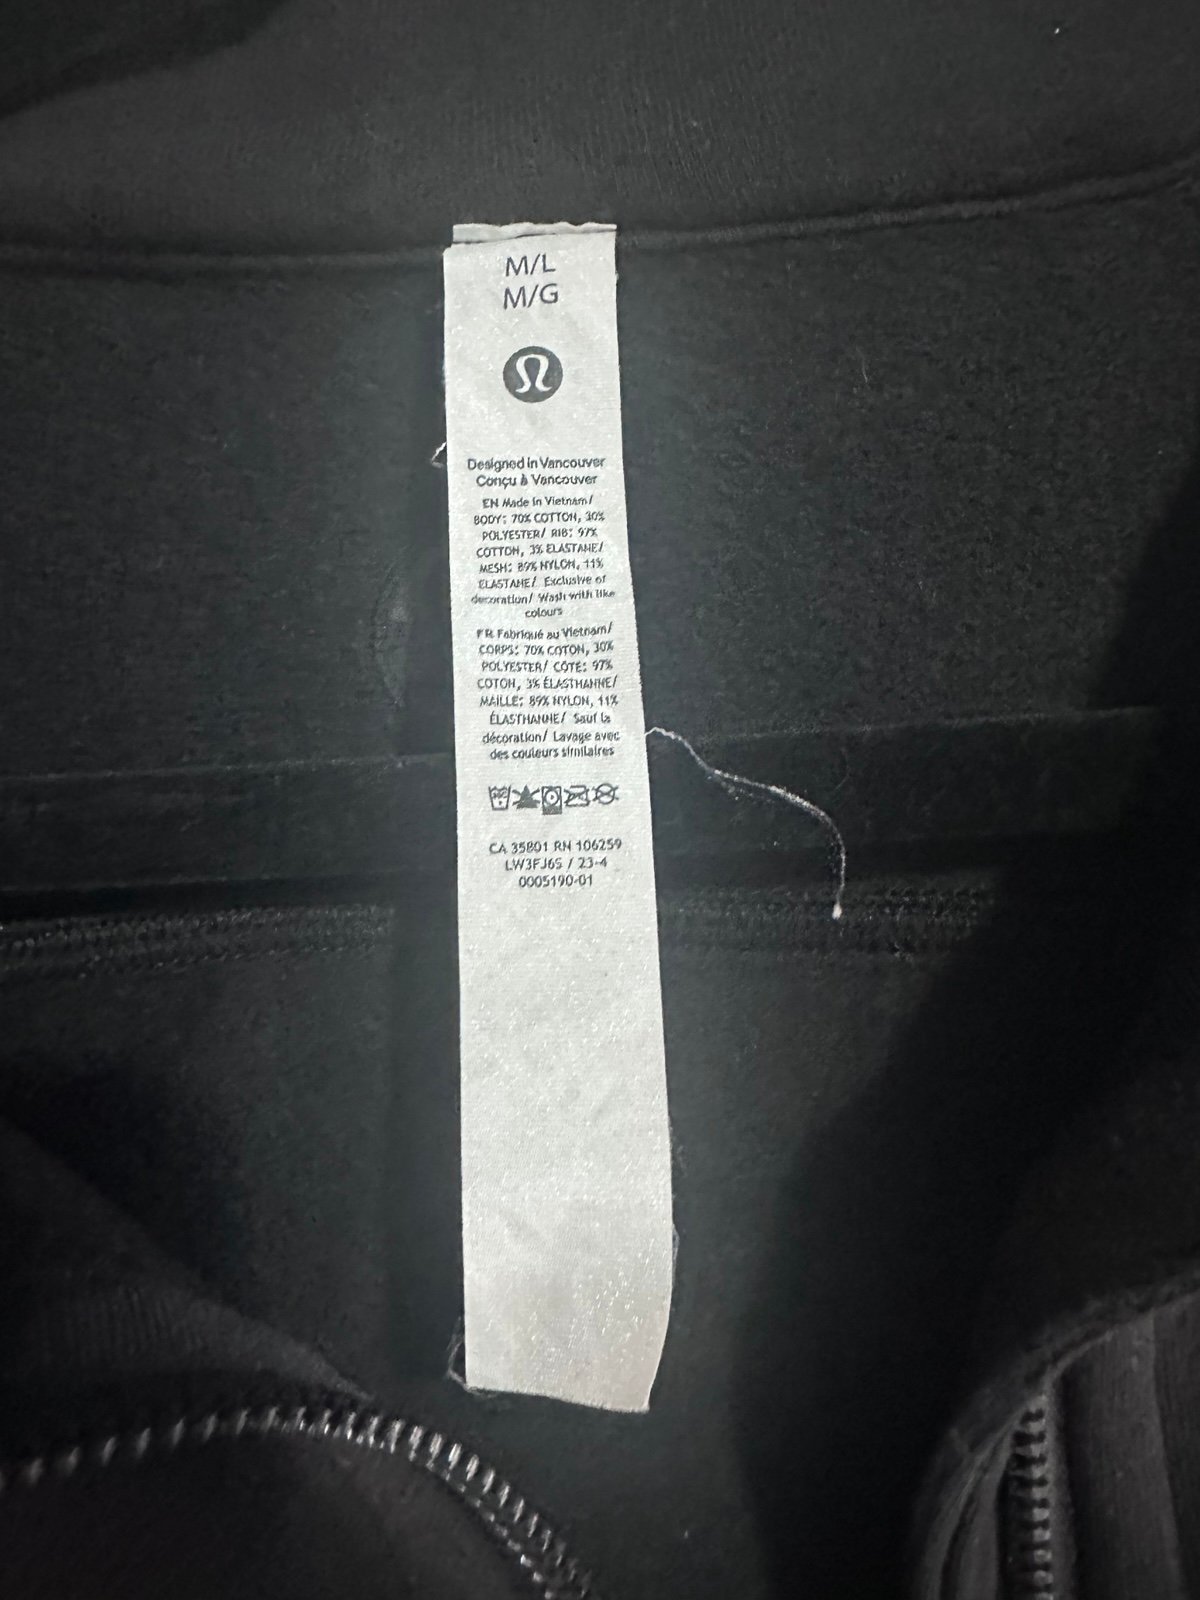 M/L
M/G
Designed in Vancouver
Conçu à Vancouver
EN Made in Vietnam/
BODY: 70% COTTON, 30%
POLYESTER/ RIB: 97%
COTTON, 3% ELASTANE/
MESH: 89% NYLON, 11%
ELASTANE/ Exclusive of
decoration/ Wash with like
colours
FR Fabriqué au Vietnam/
CORPS: 70% COTON, 30%
POLYESTER/ CÔTE: 97%
COTON, 3% ÉLASTHANNE/
MAILLE: 89% NYLON, 11%
ÉLASTHANNE/ Sauf la
décoration/ Lavage avec
des couleurs similaires
CA 35801 RN 106259
LW3FJ6S / 23-4
0005190-01